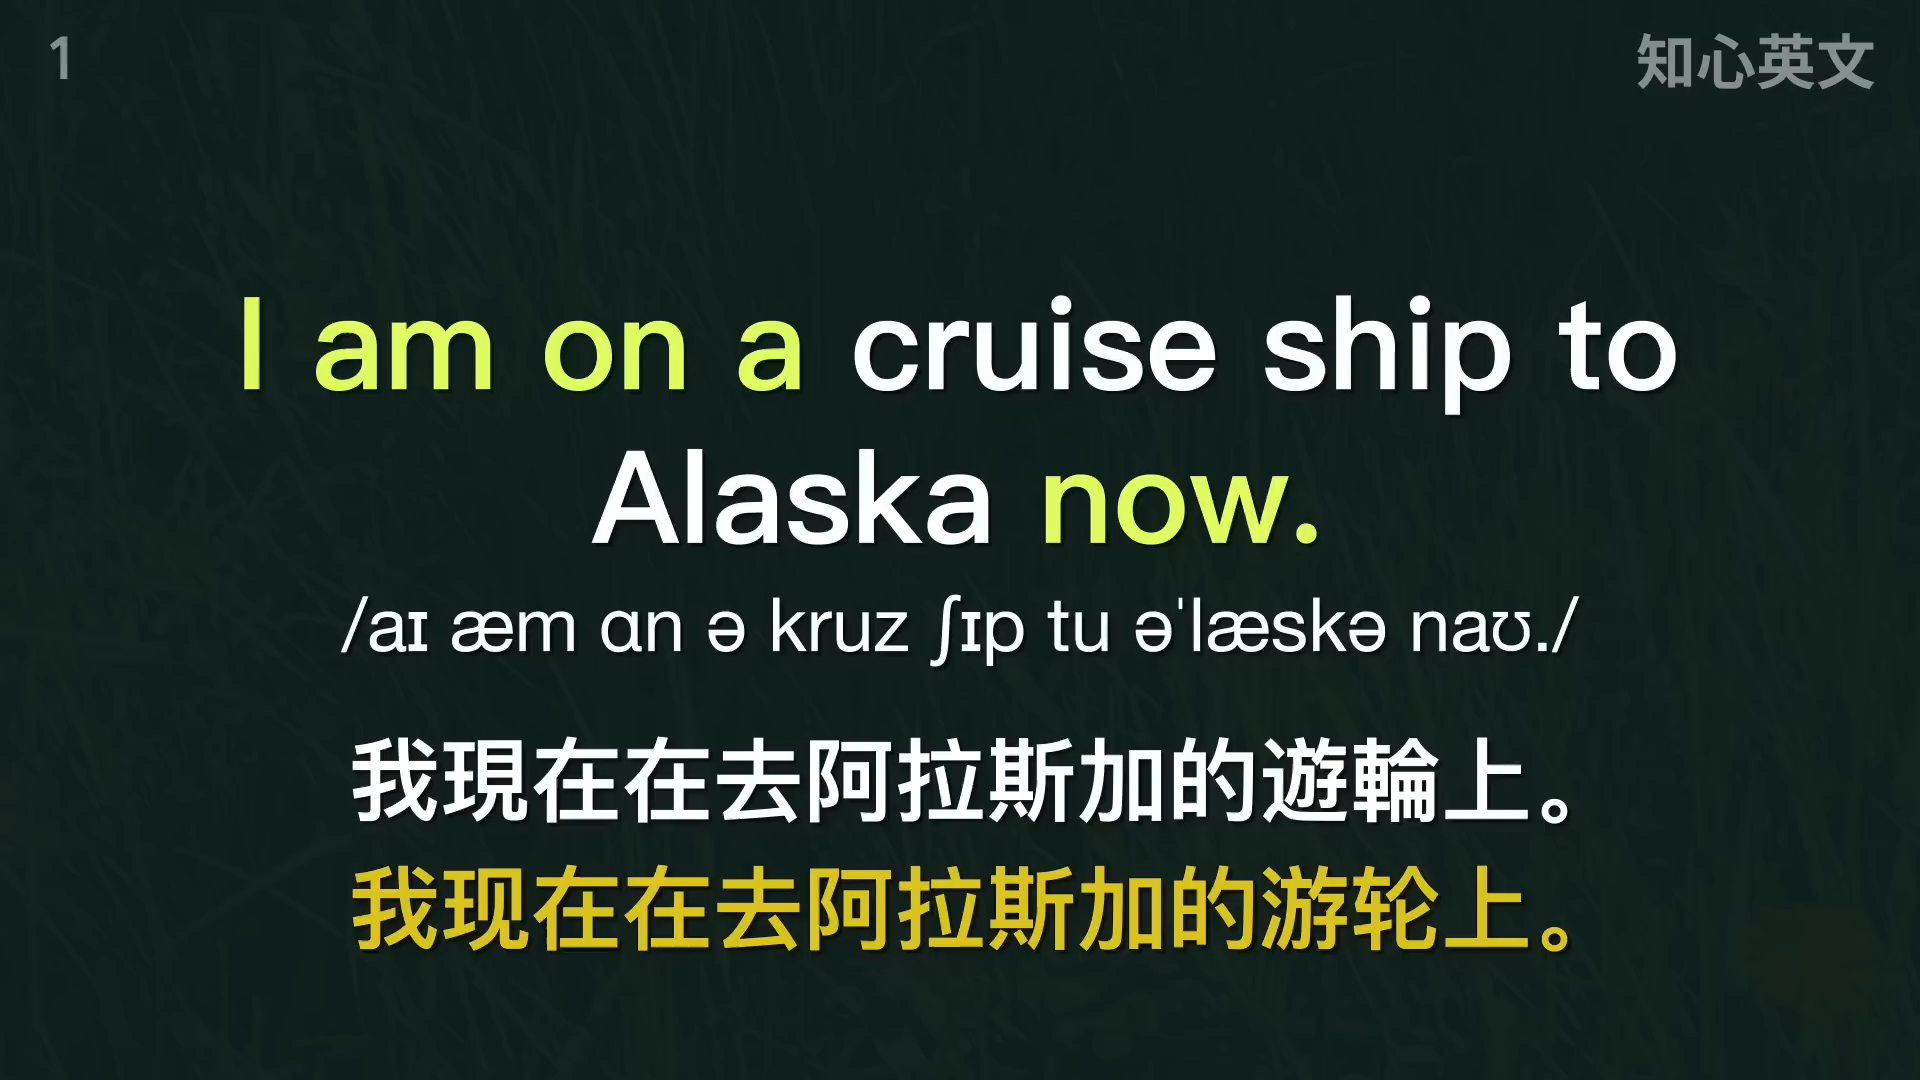 1
知心英文
I am on a cruise ship to
Alaska now.
/aɪ æm ɑn ə kruz ʃɪp tu əˈlæskə naʊ./
我現在在去阿拉斯加的遊輪上。
我现在在去阿拉斯加的游轮上。